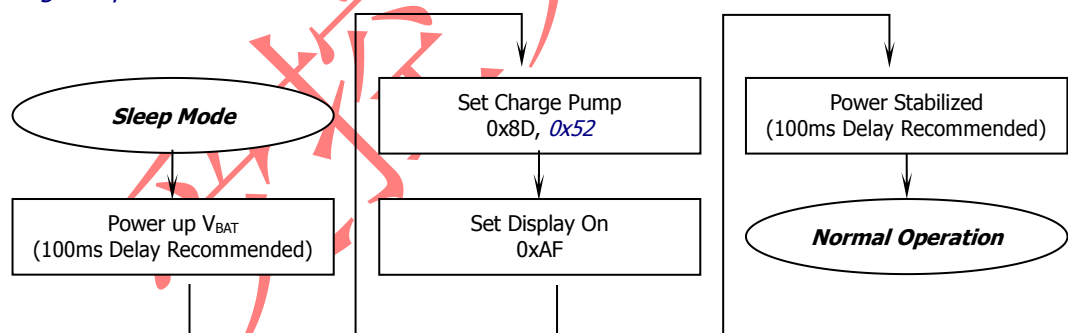 Sleep Mode
Power up VBAT
(100ms Delay Recommended)
Set Charge Pump
0x8D, 0x52
Set Display On
0xAF
Power Stabilized
(100ms Delay Recommended)
Normal Operation